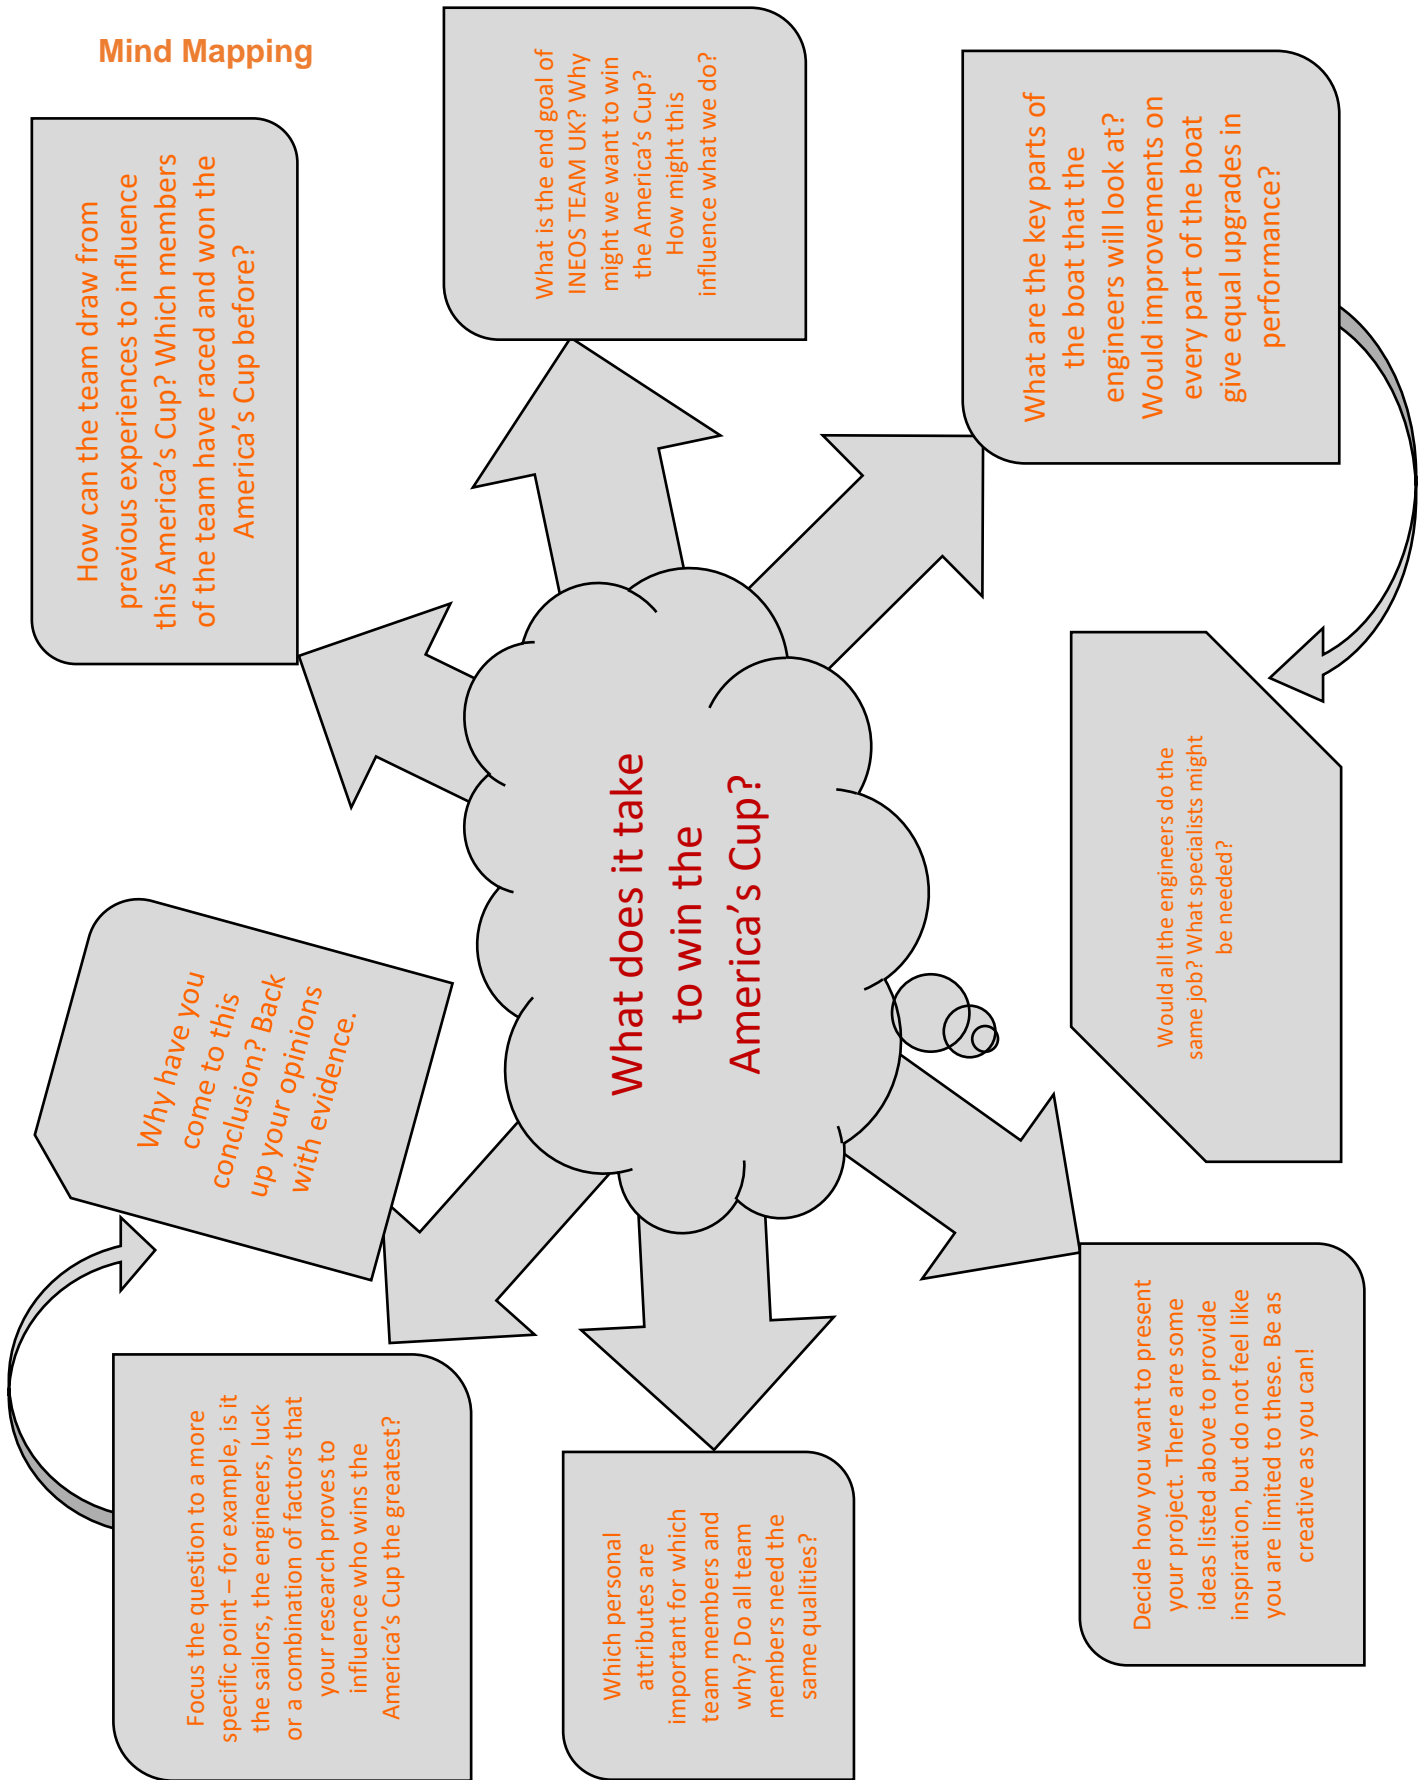 Mind Mapping
How can the team draw from
previous experiences to influence
this America’s Cup? Which members
of the team have raced and won the
America’s Cup before?
What is the end goal of
INEOS TEAM UK? Why
might we want to win
the America’s Cup?
How might this
influence what we do?
What are the key parts of
the boat that the
engineers will look at?
Would improvements on
every part of the boat
give equal upgrades in
performance?
Why have you
come to this
conclusion? Back
up your opinions
with evidence.
What does it take
to win the
America’s Cup?
Would all the engineers do the
same job? What specialists might
be needed?
Focus the question to a more
specific point – for example, is it
the sailors, the engineers, luck
or a combination of factors that
your research proves to
influence who wins the
America’s Cup the greatest?
Which personal
attributes are
important for which
team members and
why? Do all team
members need the
same qualities?
Decide how you want to present
your project. There are some
ideas listed above to provide
inspiration, but do not feel like
you are limited to these. Be as
creative as you can!